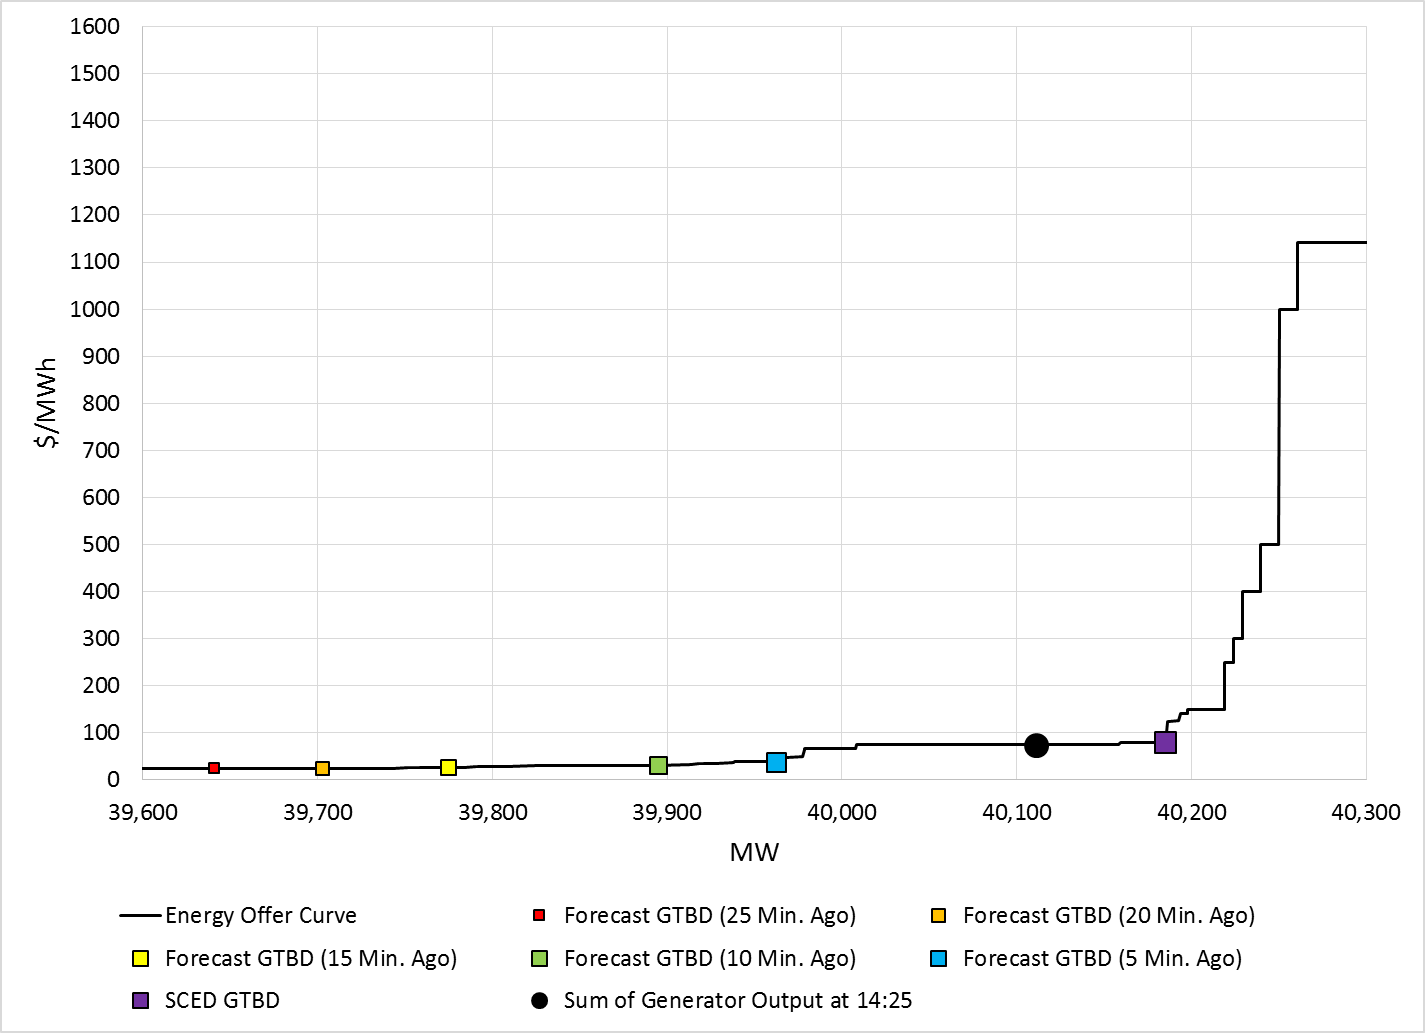 1600
1500
1400
1300
1200
1100
1000
900
800
700
600
500
400
300
200
100
0
$/MWh
39,600 39,700 39,800 39,900 40,000 40,100 40,200 40,300
MW
Energy Offer Curve Forecast GTBD (25 Min. Ago) Forecast GTBD (20 Min. Ago)
Forecast GTBD (15 Min. Ago) Forecast GTBD (10 Min. Ago) Forecast GTBD (5 Min. Ago)
SCED GTBD Sum of Generator Output at 14:25